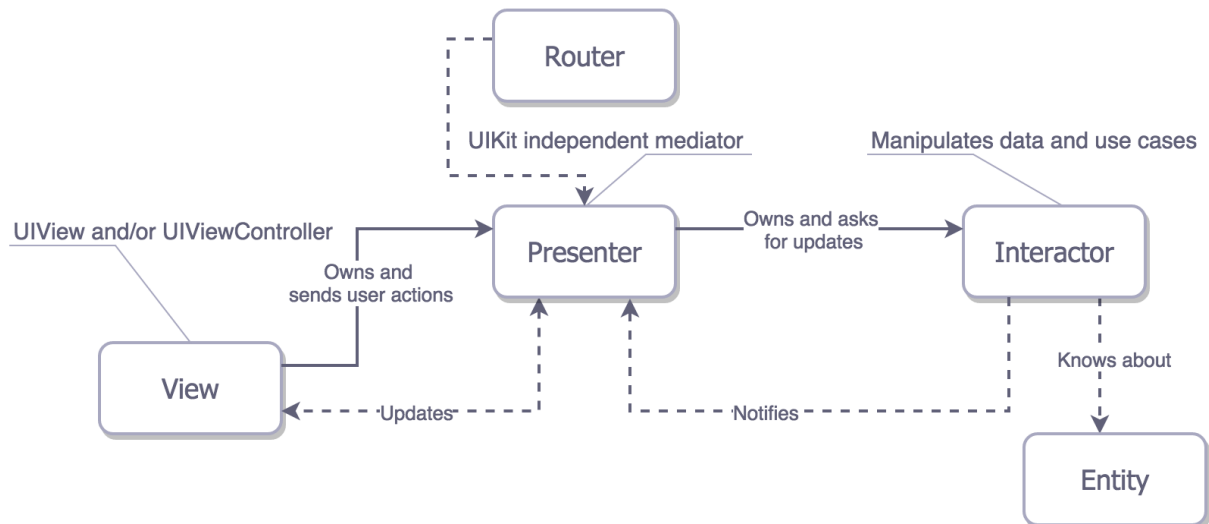 Router
UIKit independent mediator
Manipulates data and use cases
UIView and/or UIViewController
Presenter
Owns and asks
for updates
Interactor
Owns and
sends user actions
View
Updates
Notifies
Knows about
Entity